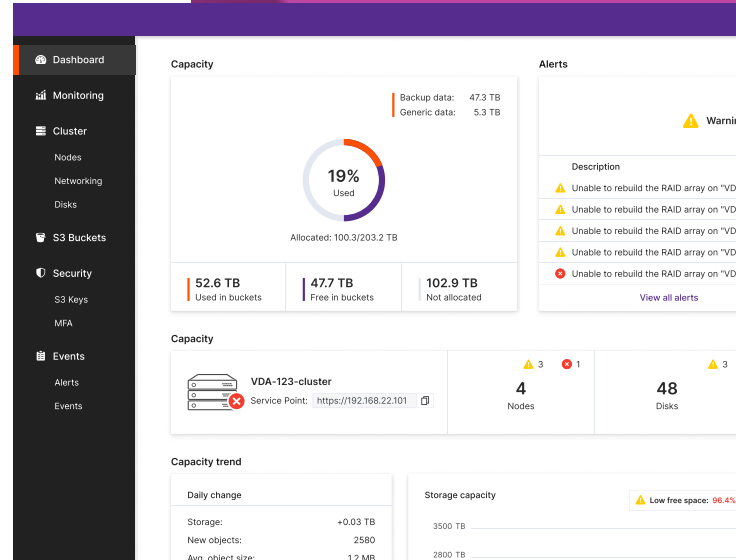 Dashboard
Monitoring
Cluster
Nodes
Networking
Disks
S3 Buckets
Security
S3 Keys
MFA
Events
Alerts
Events
Capacity
Backup data: 47.3 TB
Generic data: 5.3 TB
19%
Used
Allocated: 100.3/203.2 TB
52.6 TB
Used in buckets
47.7 TB
Free in buckets
102.9 TB
Not allocated
Alerts
Description
Unable to rebuild the RAID array on "VD
Unable to rebuild the RAID array on "VD
Unable to rebuild the RAID array on "VD
Unable to rebuild the RAID array on "VD
Unable to rebuild the RAID array on "VD
View all alerts
Capacity
VDA-123-cluster
Service Point: https://192.168.22.101
3 1
4
Nodes
3
48
Disks
Capacity trend
Daily change
Storage: +0.03 TB
New objects: 2580
Avg. object size: 1.2 MB
Storage capacity
Low free space: 96.4%
3500 TB
2800 TB